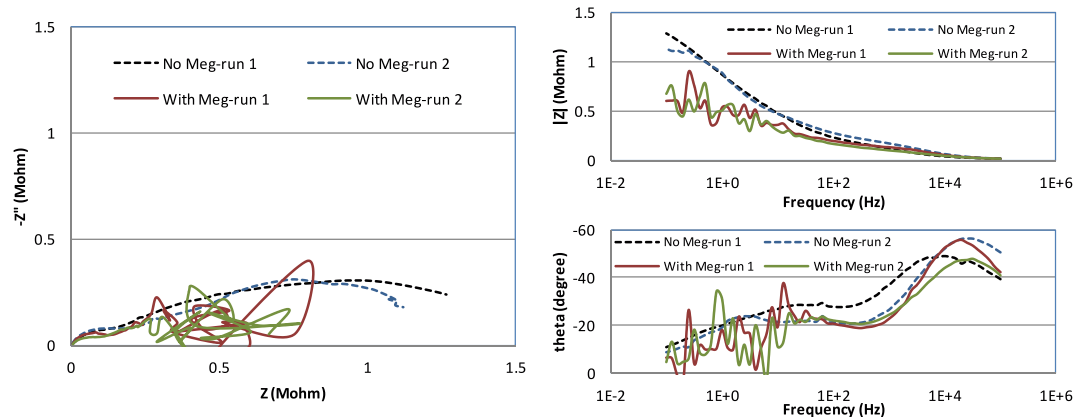 1.5
1
0.5
0
-Z" (Mohm)
No Meg-run 1
No Meg-run 2
With Meg-run 1
With Meg-run 2
0
0.5
1
1.5
Z (Mohm)
1.5
1
0.5
0
|Z| (Mohm)
No Meg-run 1
No Meg-run 2
With Meg-run 1
With Meg-run 2
1E-2
1E+0
1E+2
1E+4
1E+6
Frequency (Hz)
-60
-40
-20
0
theta (degree)
No Meg-run 1
No Meg-run 2
With Meg-run 1
With Meg-run 2
1E-2
1E+0
1E+2
1E+4
1E+6
Frequency (Hz)